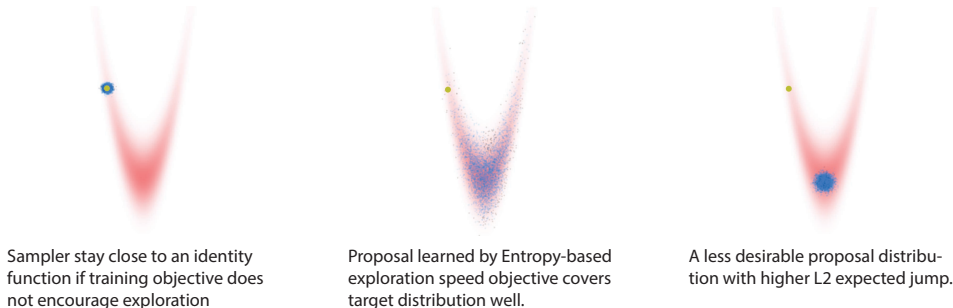 Sampler stay close to an identity
function if training objective does
not encourage exploration
Proposal learned by Entropy-based
exploration speed objective covers
target distribution well.
A less desirable proposal distribu-
tion with higher L2 expected jump.